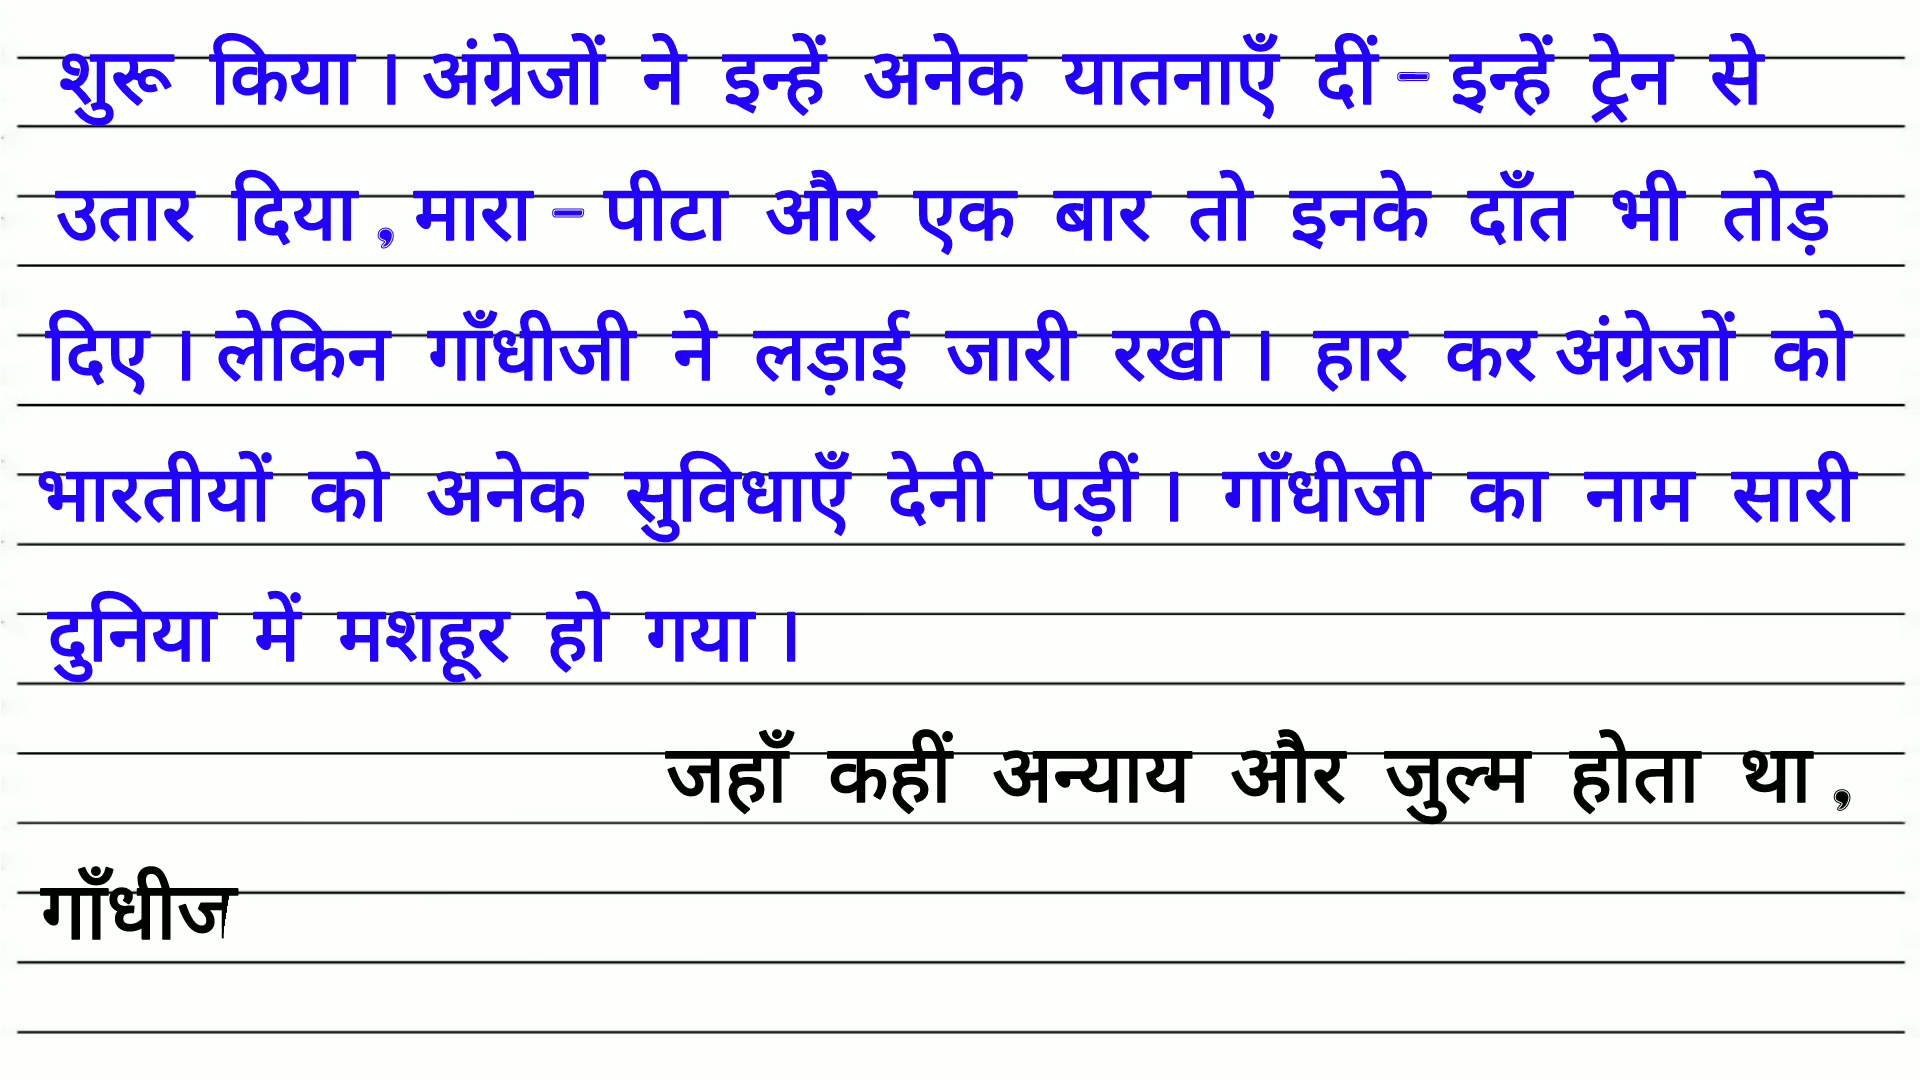 शुरू किया । अंग्रेजों ने इन्हें अनेक यातनाएँ दीं - इन्हें ट्रेन से
उतार दिया , मारा - पीटा और एक बार तो इनके दाँत भी तोड़
दिए । लेकिन गाँधीजी ने लड़ाई जारी रखी । हार कर अंग्रेजों को
भारतीयों को अनेक सुविधाएँ देनी पड़ीं । गाँधीजी का नाम सारी
दुनिया में मशहूर हो गया ।
जहाँ कहीं अन्याय और जुल्म होता था ,
गाँधीज